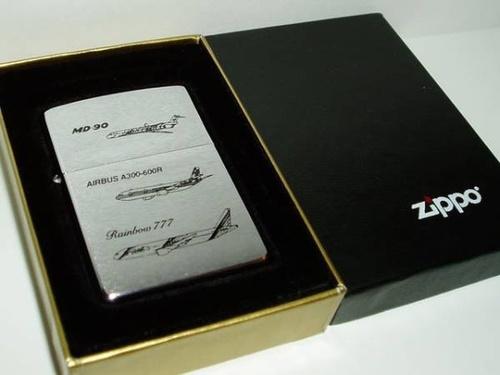 MD-90
AIRBUS A300-600R
Rainbow 777
zippo